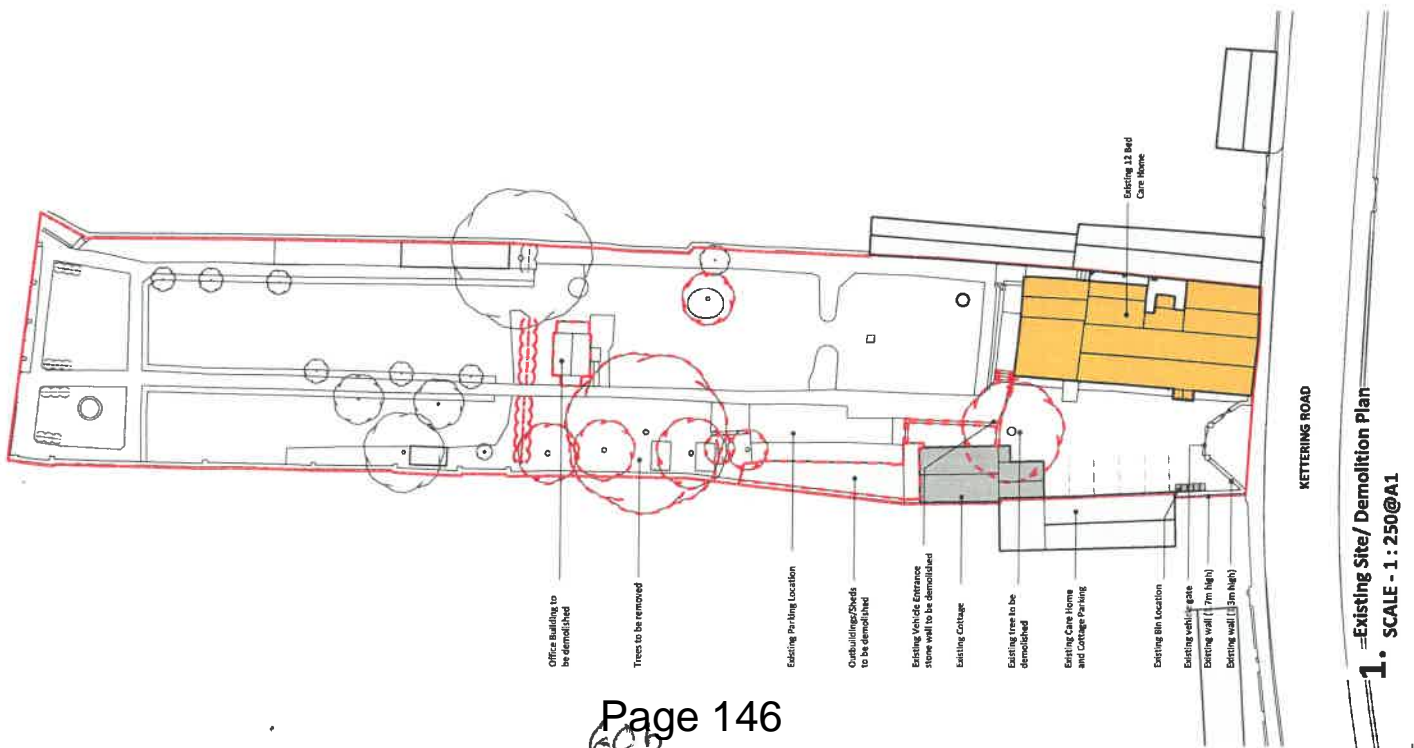 Existing 12 Bed
Care Home
Office Building to
be demolished
Trees to be removed
Existing Parking Location
Outbuildings/Sheds
to be demolished
Existing Vehicle Entrance
stone wall to be demolished
Existing Cottage
Existing tree to be
demolished
Existing Care Home
and Cottage Parking
Existing Bin Location
Existing vehicle gate
Existing wall (1.7m high)
Existing wall (1.3m high)
KETTERING ROAD
1. Existing Site/ Demolition Plan
SCALE - 1 : 250@A1
Page 146